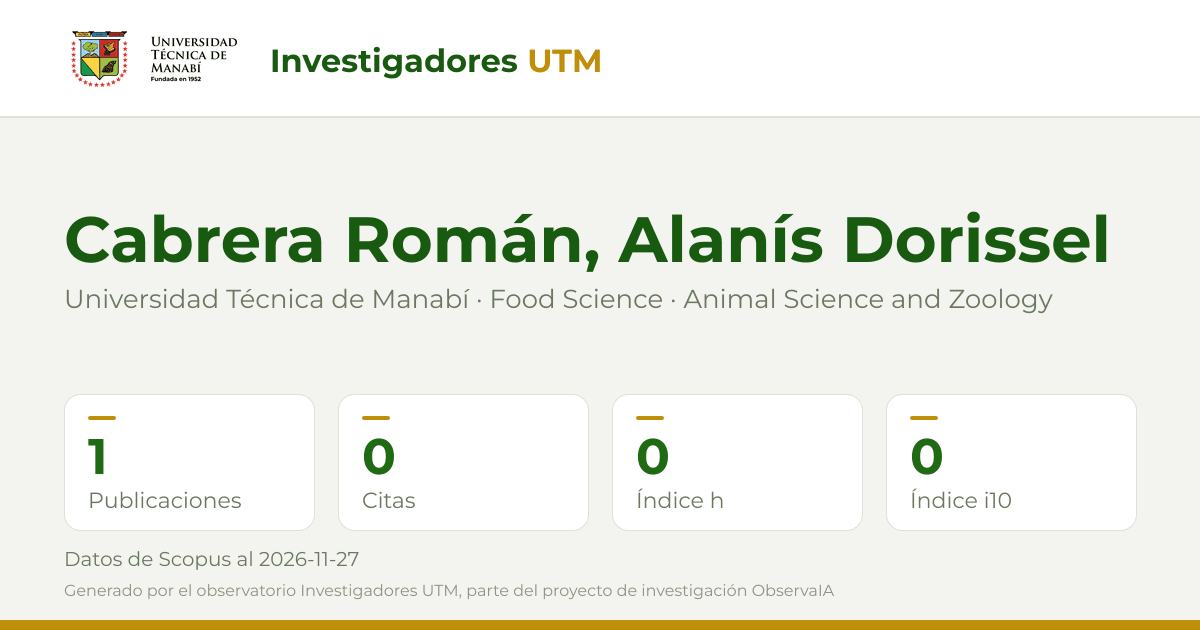 UNIVERSIDAD
TÉCNICA DE
MANABÍ
Fundada en 1952
Investigadores UTM
Cabrera Román, Alanís Dorissel
Universidad Técnica de Manabí · Food Science · Animal Science and Zoology
1
Publicaciones
0
Citas
0
Índice h
0
Índice i10
Datos de Scopus al 2026-11-27
Generado por el observatorio Investigadores UTM, parte del proyecto de investigación ObservaIA